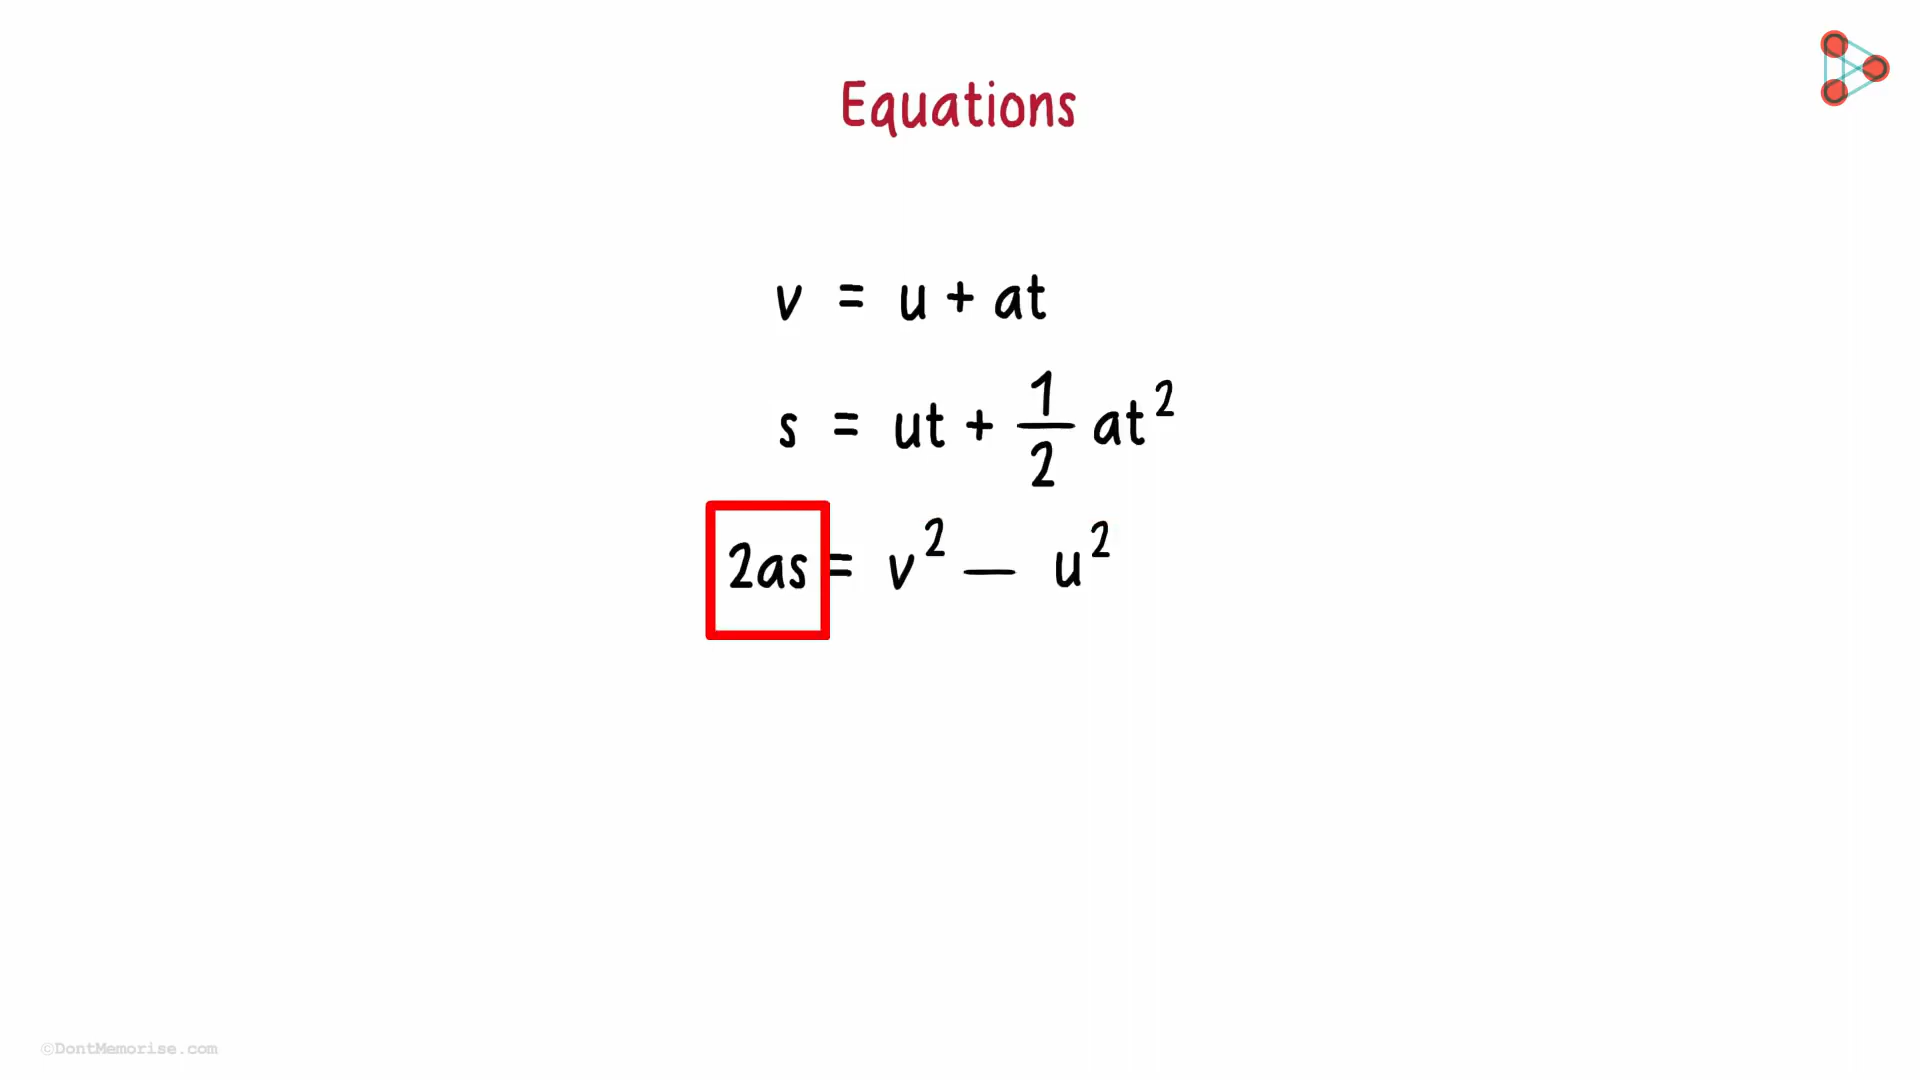 Equations
v = u + at
s = ut + 1/2 at²
2as = v² — u²
©DontMemorise.com